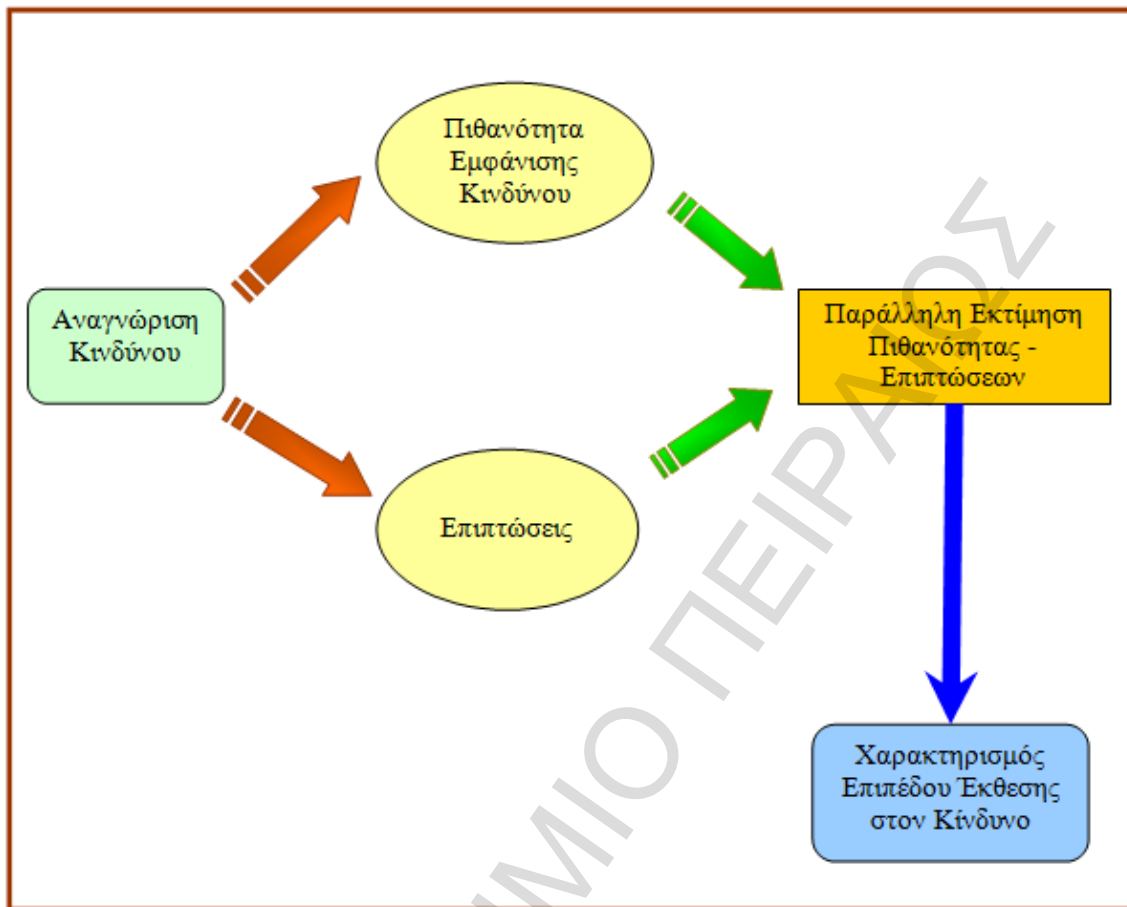 Πιθανότητα
Εμφάνισης
Κινδύνου
Αναγνώριση
Κινδύνου
Παράλληλη Εκτίμηση
Πιθανότητας -
Επιπτώσεων
Επιπτώσεις
Χαρακτηρισμός
Επιπέδου Έκθεσης
στον Κίνδυνο
ΜΙΟ ΠΕΙΡΑΙΩΣ